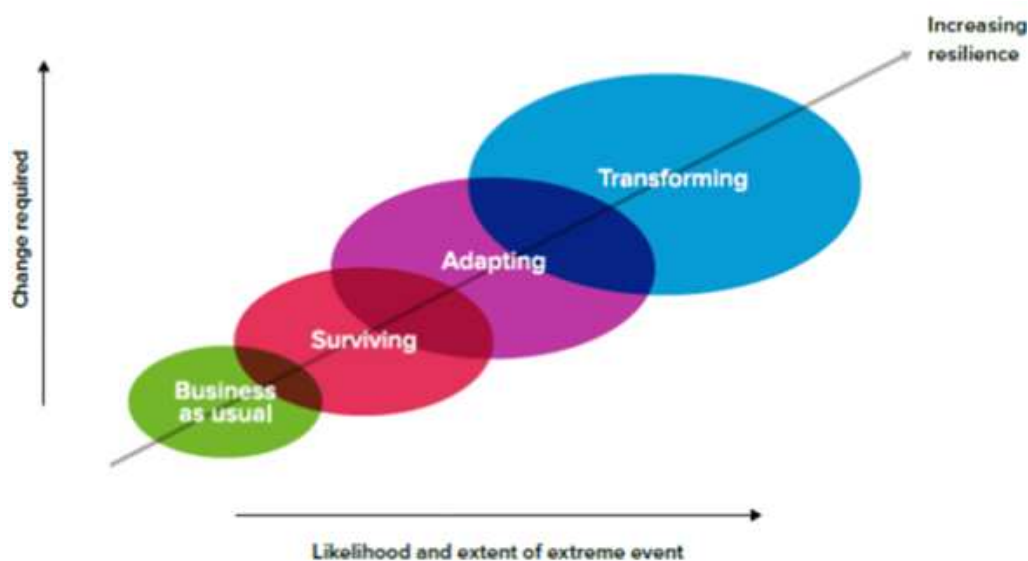 Increasing
resilience
Change required
Transforming
Adapting
Surviving
Business
as usual
Likelihood and extent of extreme event